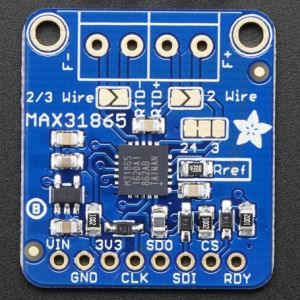 F- RTD- RTD+ F+
2/3 Wire 2 Wire
MAX31865
24 3
Rref
VIN 3V3 SDO CS
GND CLK SDI RDY